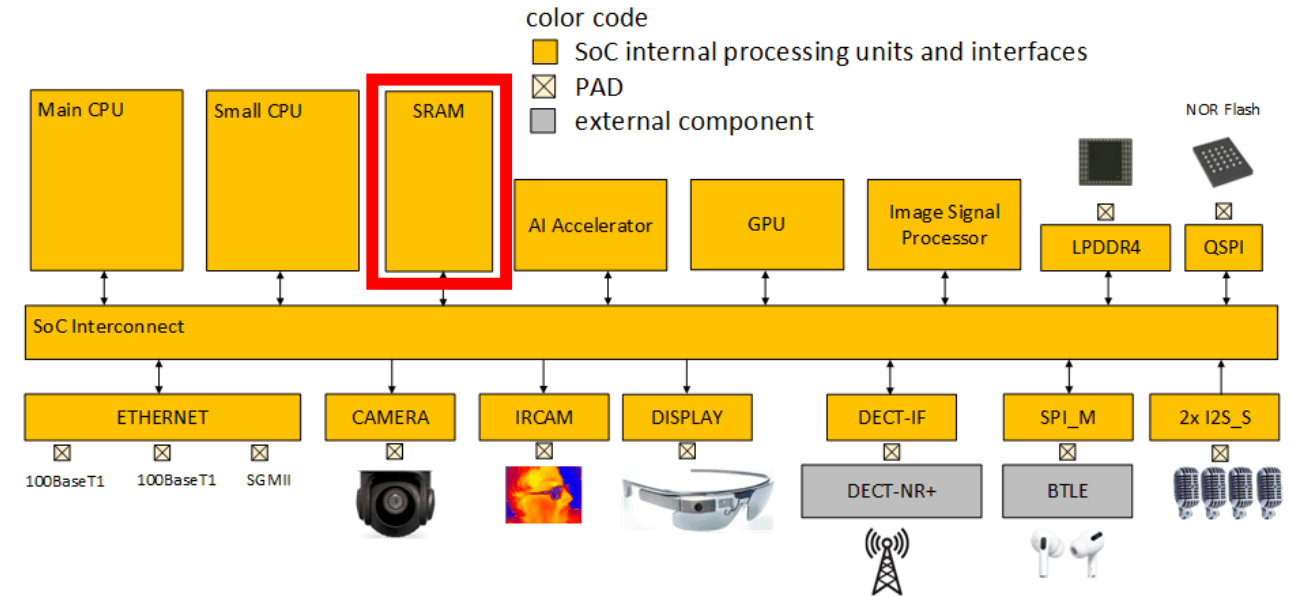 color code
SoC internal processing units and interfaces
PAD
external component
Main CPU
Small CPU
SRAM
AI Accelerator
GPU
Image Signal
Processor
NOR Flash
LPDDR4
QSPI
SoC Interconnect
ETHERNET
CAMERA
IRCAM
DISPLAY
DECT-IF
SPI_M
2x I2S_S
100BaseT1
100BaseT1
SGMII
DECT-NR+
BTLE